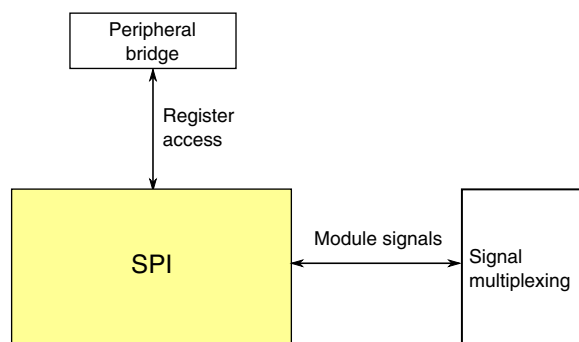 Peripheral
bridge
Register
access
SPI
Module signals
Signal
multiplexing